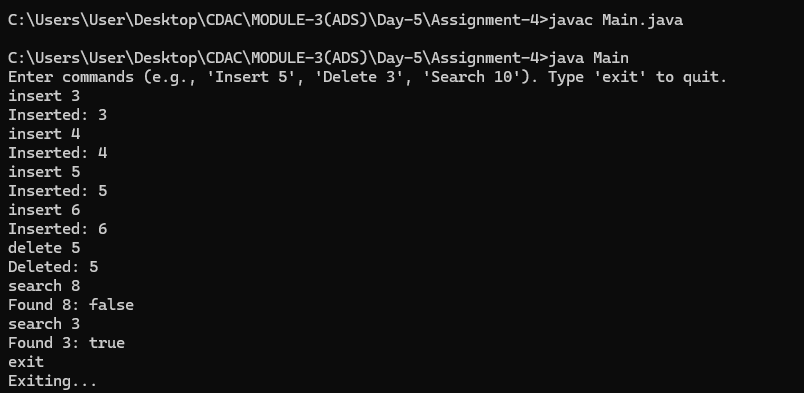 C:\Users\User\Desktop\CDAC\MODULE-3(ADS)\Day-5\Assignment-4>javac Main.java
C:\Users\User\Desktop\CDAC\MODULE-3(ADS)\Day-5\Assignment-4>java Main
Enter commands (e.g., 'Insert 5', 'Delete 3', 'Search 10'). Type 'exit' to quit.
insert 3
Inserted: 3
insert 4
Inserted: 4
insert 5
Inserted: 5
insert 6
Inserted: 6
delete 5
Deleted: 5
search 8
Found 8: false
search 3
Found 3: true
exit
Exiting...